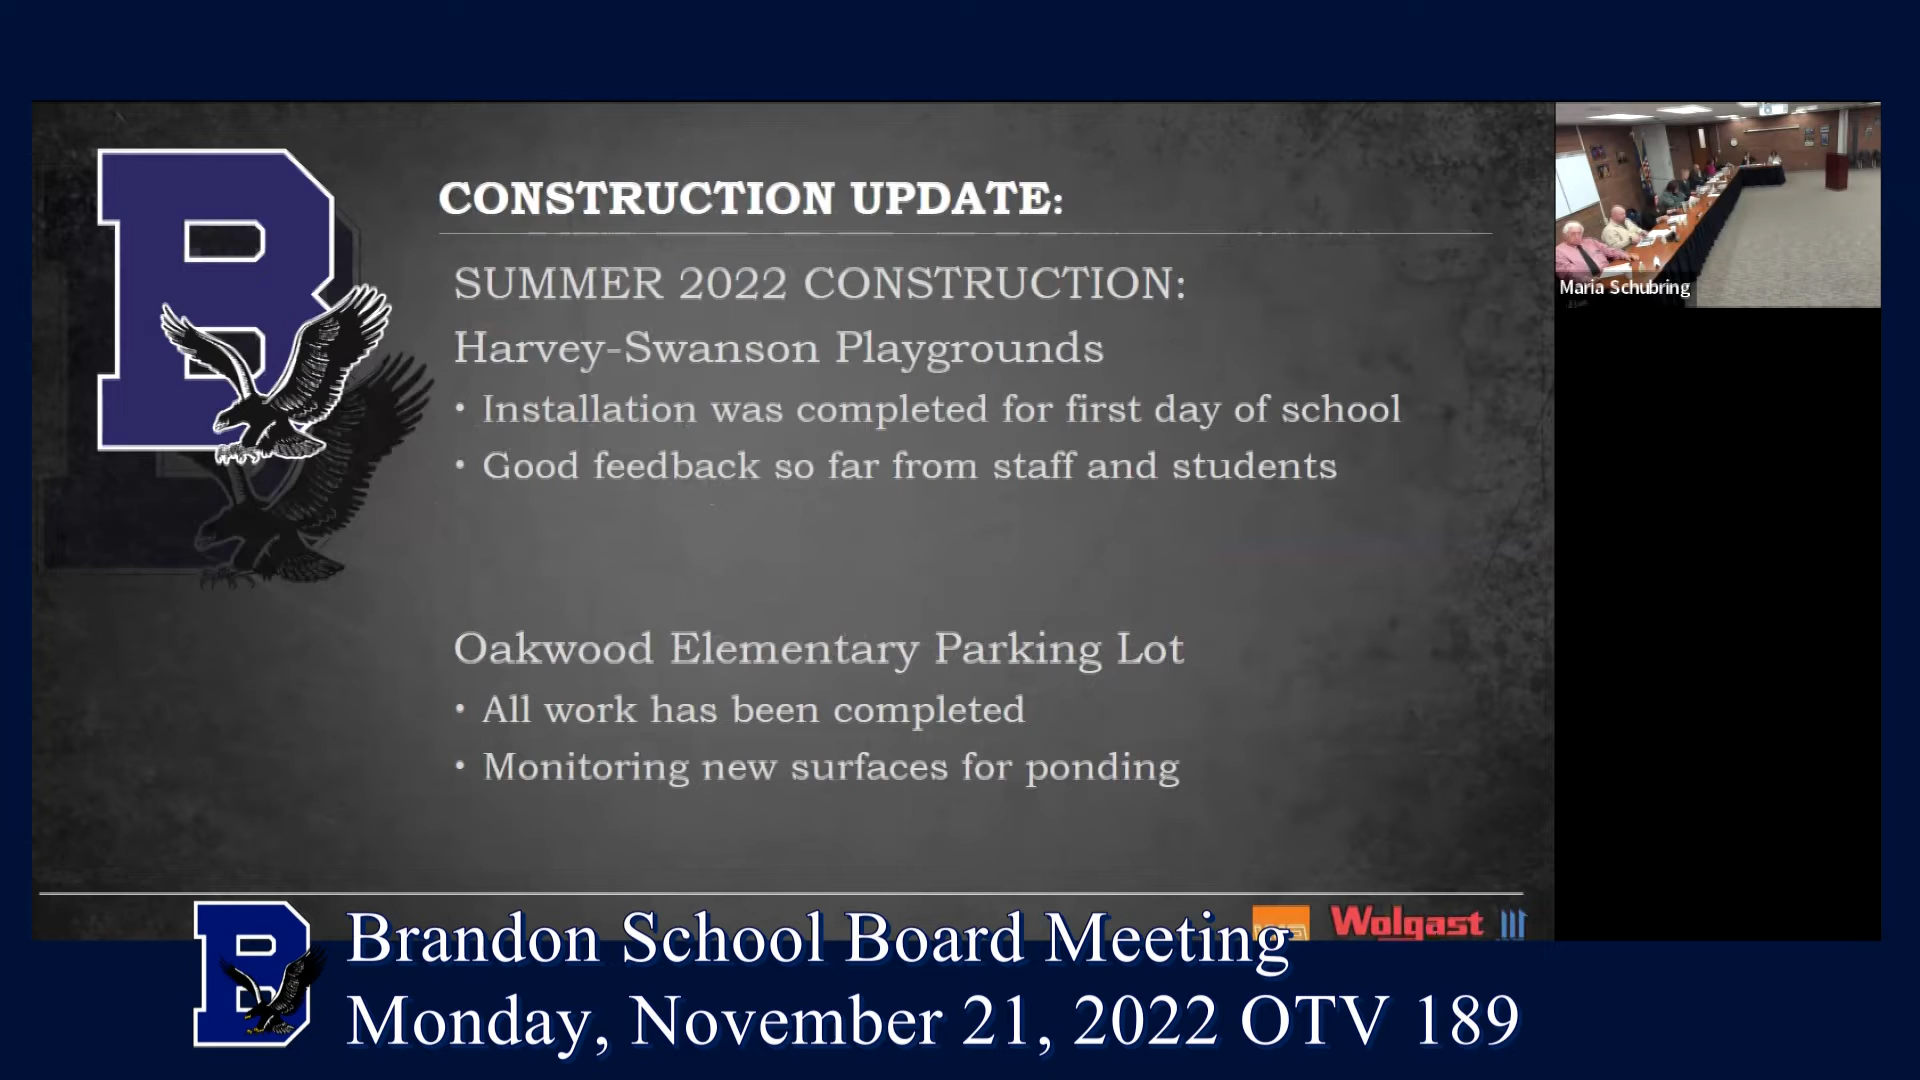 CONSTRUCTION UPDATE:
SUMMER 2022 CONSTRUCTION:
Harvey-Swanson Playgrounds
• Installation was completed for first day of school
• Good feedback so far from staff and students
Oakwood Elementary Parking Lot
• All work has been completed
• Monitoring new surfaces for ponding
Maria Schubring
B
Wolgast
B
Brandon School Board Meeting
Monday, November 21, 2022 OTV 189